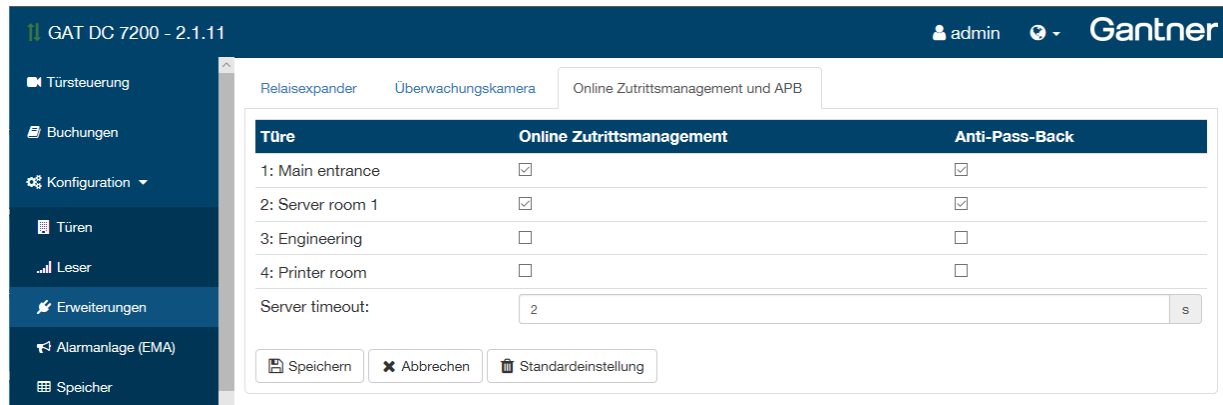 GAT DC 7200 - 2.1.11
admin
Gantner
Türsteuerung
Buchungen
Konfiguration
Türen
Leser
Erweiterungen
Alarmanlage (EMA)
Speicher
Relaisexpander Überwachungskamera Online Zutrittsmanagement und APB
Türe Online Zutrittsmanagement Anti-Pass-Back
1: Main entrance
2: Server room 1
3: Engineering
4: Printer room
Server timeout: 2 s
Speichern Abbrechen Standardeinstellung